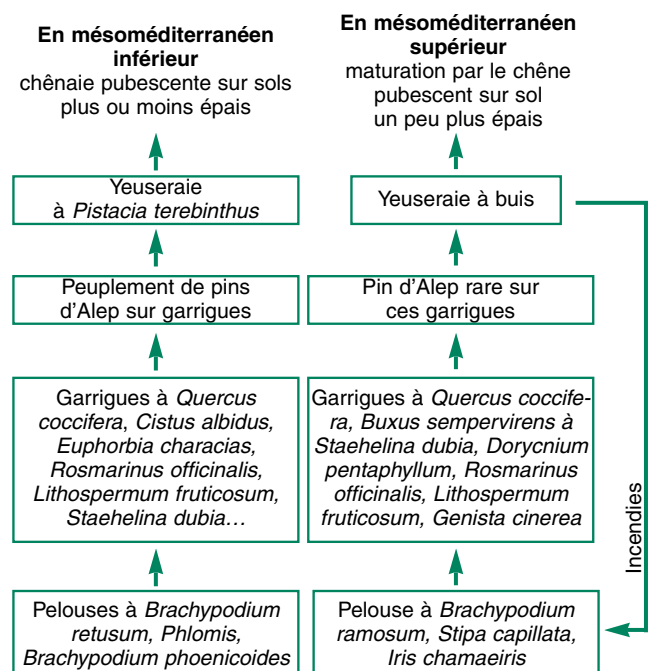 En mésoméditerranéen
inférieur
chênaie pubescente sur sols
plus ou moins épais
Yeuseraie
à Pistacia terebinthus
Peuplement de pins
d'Alep sur garrigues
Garrigues à Quercus
coccifera, Cistus albidus,
Euphorbia characias,
Rosmarinus officinalis,
Lithospermum fruticosum,
Staehelina dubia…
Pelouses à Brachypodium
retusum, Phlomis,
Brachypodium phoenicoides
En mésoméditerranéen
supérieur
maturation par le chêne
pubescent sur sol
un peu plus épais
Yeuseraie à buis
Pin d'Alep rare sur
ces garrigues
Garrigues à Quercus coccife-
ra, Buxus sempervirens à
Staehelina dubia, Dorycnium
pentaphyllum, Rosmarinus
officinalis, Lithospermum
fruticosum, Genista cinerea
Pelouse à Brachypodium
ramosum, Stipa capillata,
Iris chamaeiris
Incendies